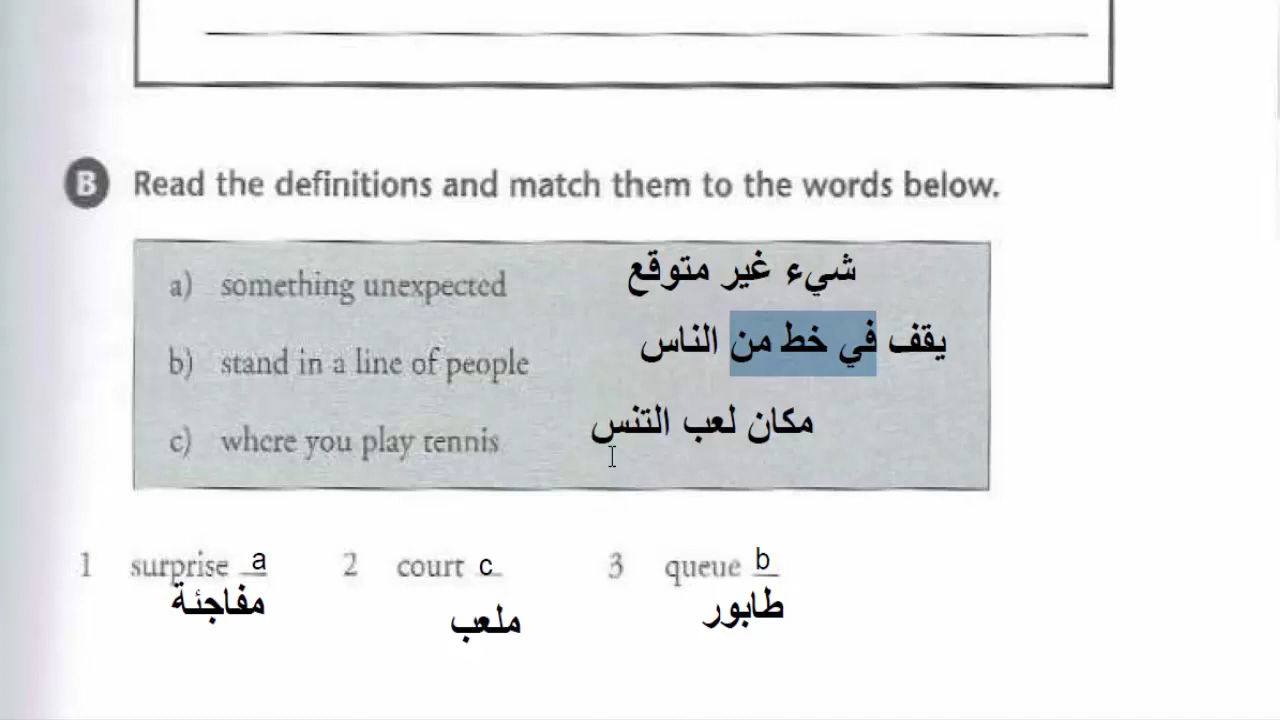 B Read the definitions and match them to the words below.
a) something unexpected شيء غير متوقع
b) stand in a line of people يقف في خط من الناس
c) where you play tennis مكان لعب التنس
1 surprise a 2 court c 3 queue b
مفاجئة ملعب طابور